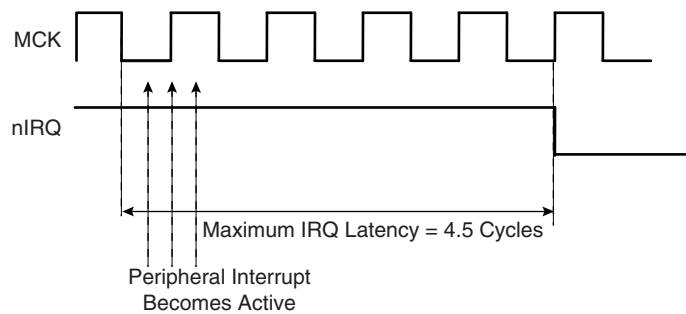 MCK
nIRQ
Maximum IRQ Latency = 4.5 Cycles
Peripheral Interrupt
Becomes Active